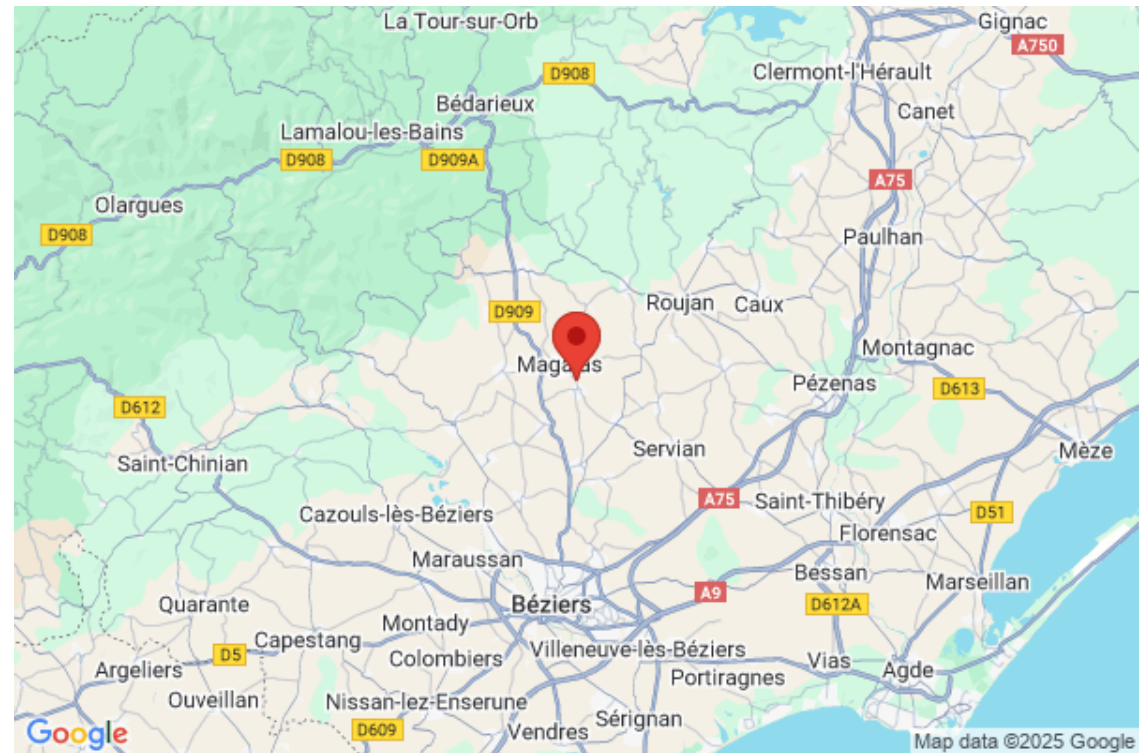 La Tour-sur-Orb
Gignac
A750
D908
Clermont-l'Hérault
Bédarieux
Canet
Lamalou-les-Bains
D908
D909A
A75
Olargues
D908
Paulhan
D909
Roujan
Caux
Magalas
Montagnac
Pézenas
D613
D612
Servian
Mèze
Saint-Chinian
A75
Saint-Thibéry
D51
Cazouls-lès-Béziers
Florensac
Maraussan
Bessan
Marseillan
A9
Quarante
Béziers
D612A
Montady
Capestang
D5
Colombiers
Villeneuve-lès-Béziers
Vias
Agde
Argeliers
Portiragnes
Ouveillan
Nissan-lez-Enserune
Sérignan
D609
Vendres
Google
Map data ©2025 Google